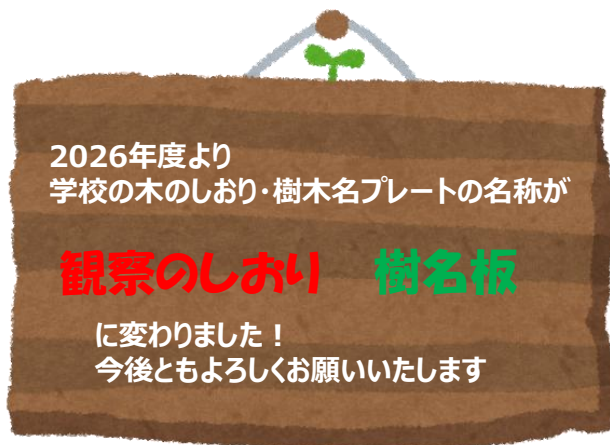 2026年度より
学校の木のしおり・樹木名プレートの名称が
観察のしおり　樹名板
に変わりました！
今後ともよろしくお願いいたします